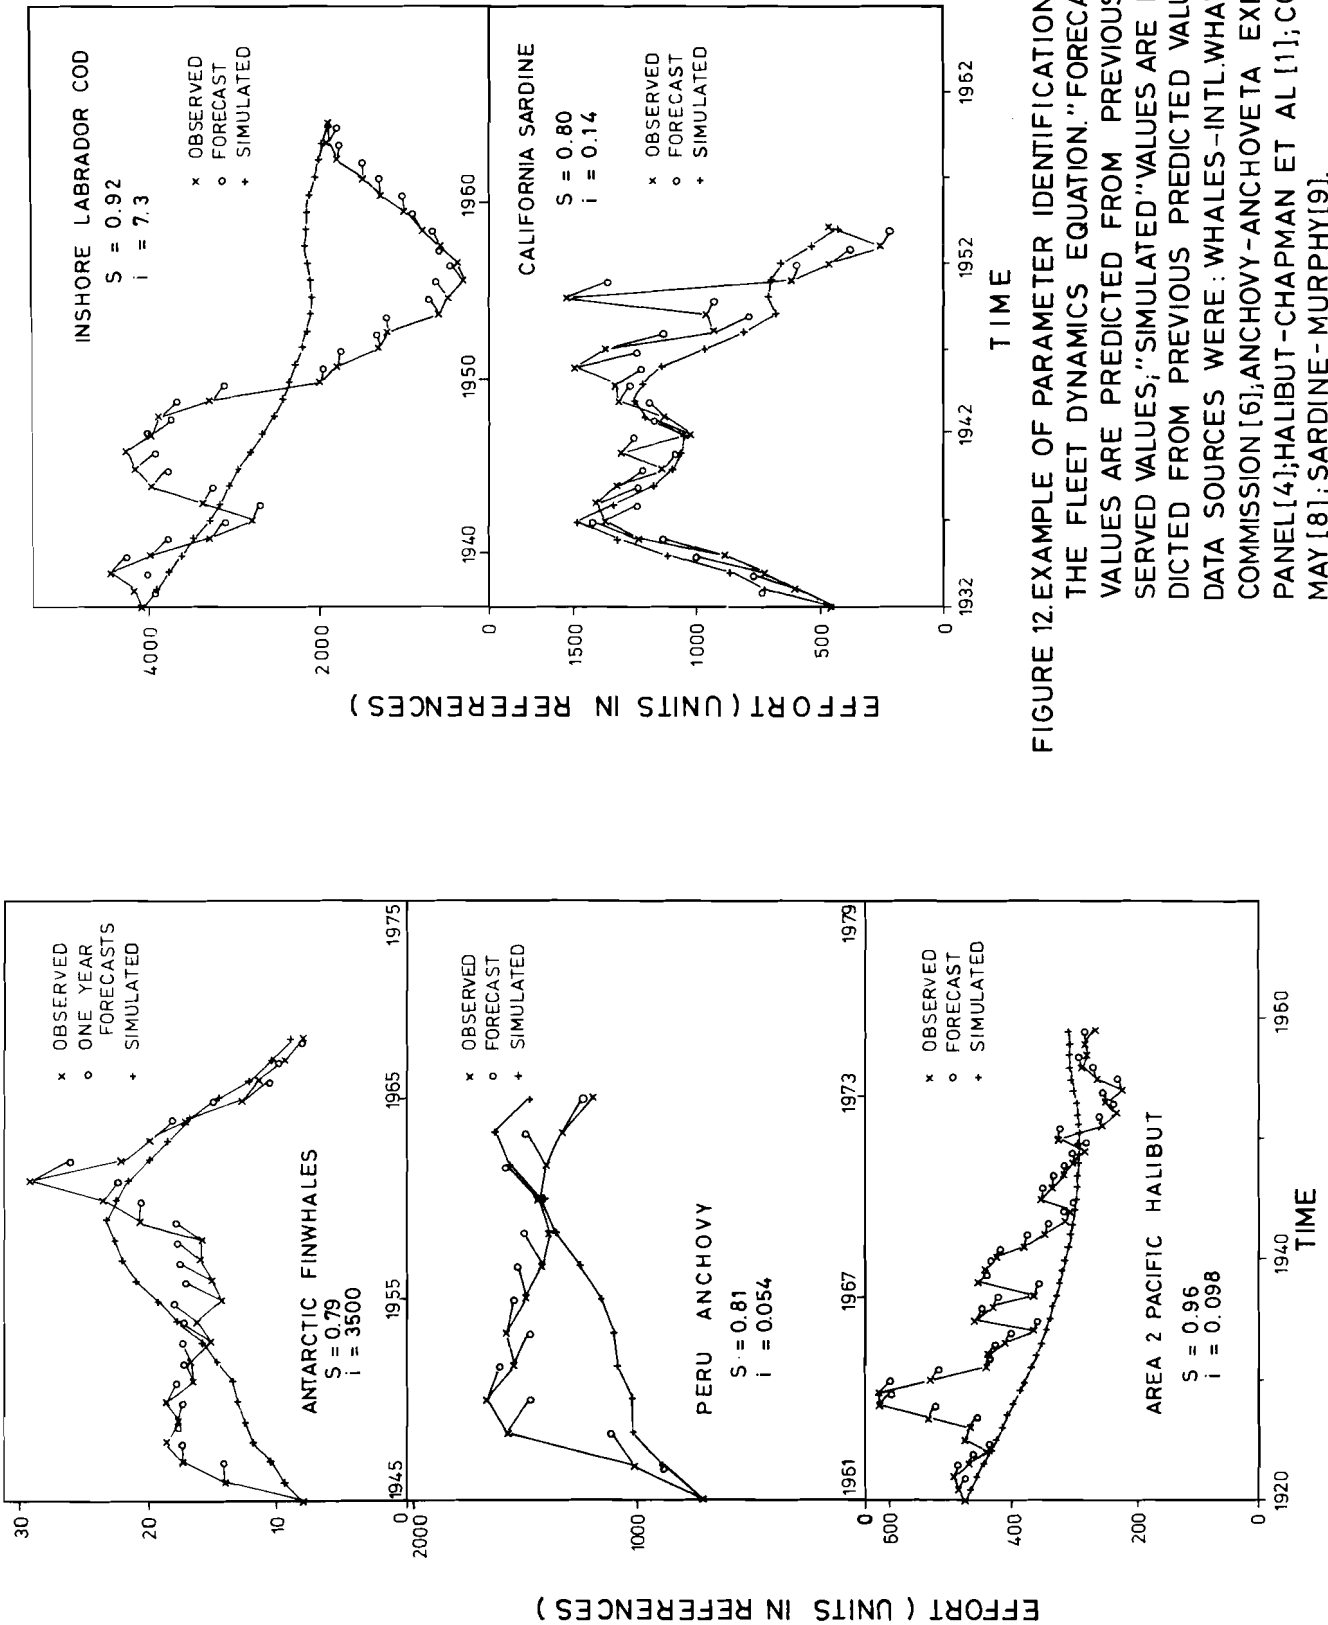 EFFORT (UNITS IN REFERENCES)
30
20
10
0
× OBSERVED
o ONE YEAR
FORECASTS
+ SIMULATED
ANTARCTIC FINWHALES
S = 0.79
i = 3500
1945
1955
1965
1975
2000
1000
0
× OBSERVED
o FORECAST
+ SIMULATED
PERU ANCHOVY
S = 0.81
i = 0.054
1961
1967
1973
1979
600
400
200
0
× OBSERVED
o FORECAST
+ SIMULATED
AREA 2 PACIFIC HALIBUT
S = 0.96
i = 0.098
1920
1940
1960
TIME
EFFORT (UNITS IN REFERENCES)
4000
2000
0
INSHORE LABRADOR COD
S = 0.92
i = 7.3
× OBSERVED
o FORECAST
+ SIMULATED
1940
1950
1960
1500
1000
500
0
CALIFORNIA SARDINE
S = 0.80
i = 0.14
× OBSERVED
o FORECAST
+ SIMULATED
1932
1942
1952
1962
TIME
FIGURE 12. EXAMPLE OF PARAMETER IDENTIFICATION
THE FLEET DYNAMICS EQUATION. "FORECA
VALUES ARE PREDICTED FROM PREVIOUS
SERVED VALUES; "SIMULATED" VALUES ARE
DICTED FROM PREVIOUS PREDICTED VALU
DATA SOURCES WERE: WHALES-INTL. WHA
COMMISSION [6]; ANCHOVY-ANCHOVETA EX
PANEL [4]; HALIBUT-CHAPMAN ET AL [1]; CO
MAY [8]; SARDINE-MURPHY [9].